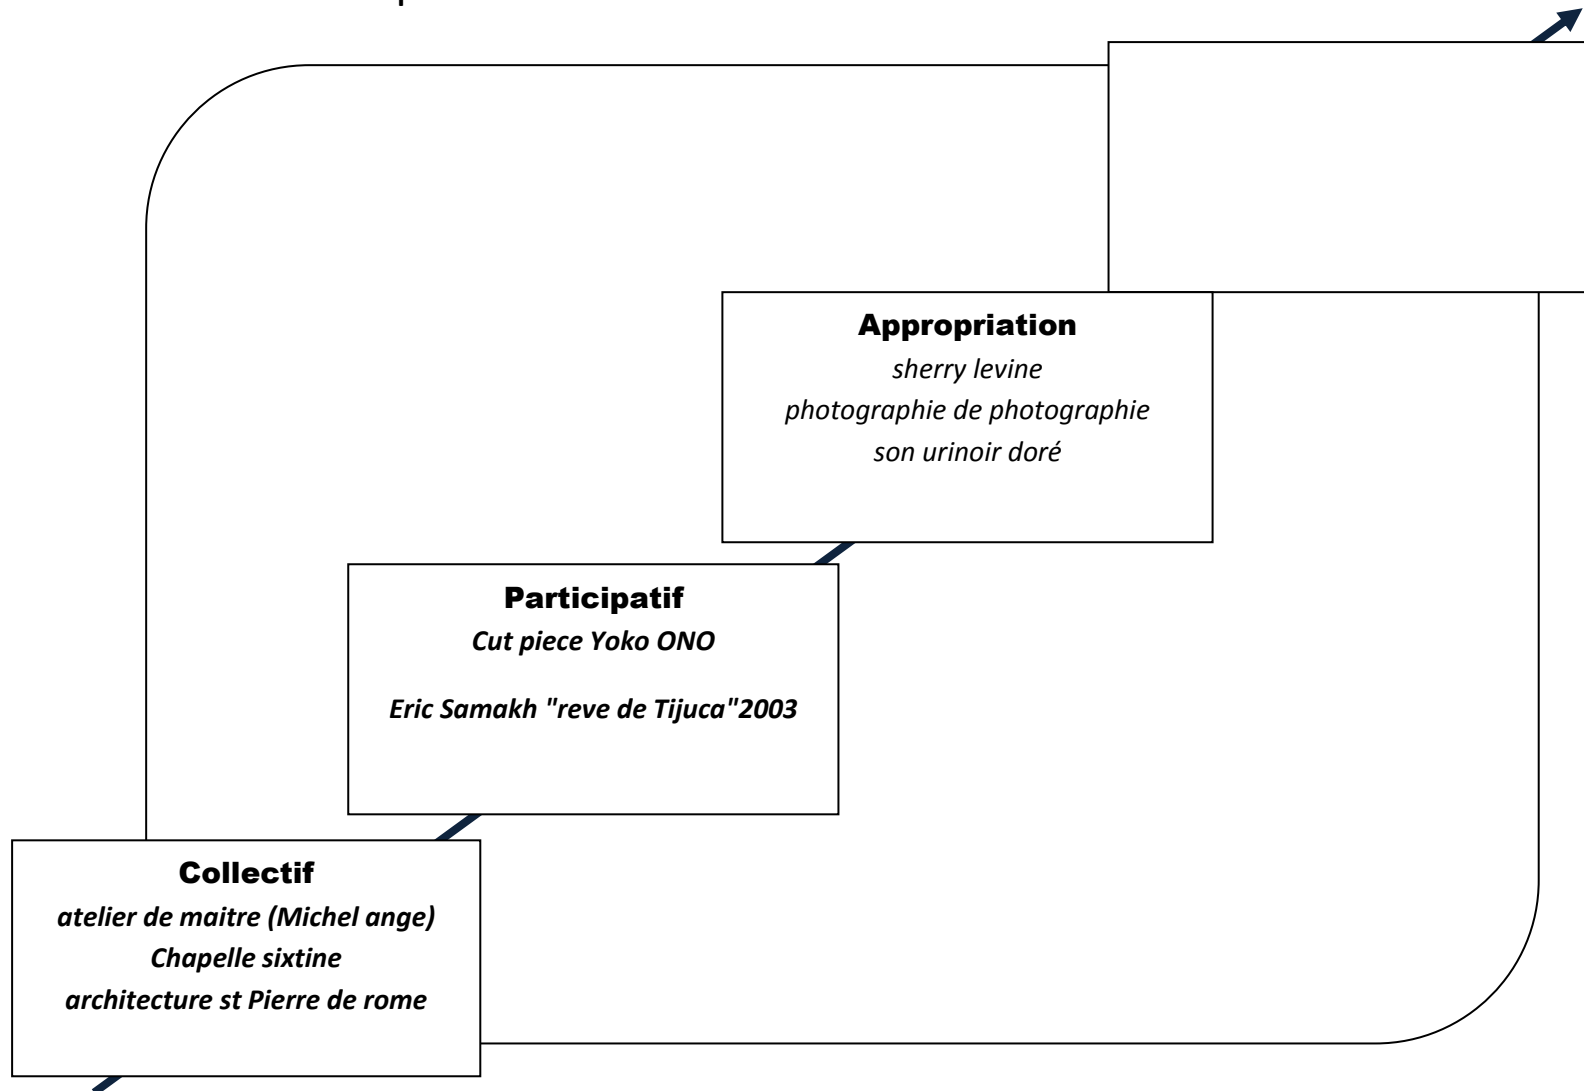 Appropriation
sherry levine
photographie de photographie
son urinoir doré
Participatif
Cut piece Yoko ONO
Eric Samakh "reve de Tijuca"2003
Collectif
atelier de maitre (Michel ange)
Chapelle sixtine
architecture st Pierre de rome